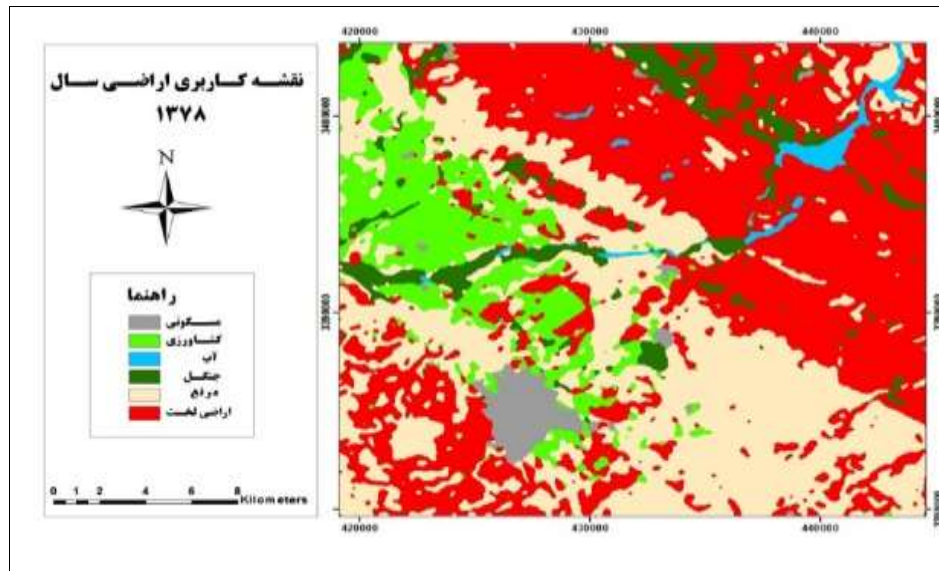 نقشه کاربری اراضی سال
۱۳۷۸
N
راهنما
مسکونی
کشاورزی
آب
جنگل
مرتع
اراضی لخت
0 1 2 4 6 8
Kilometers
420000 430000 440000
420000 430000 440000